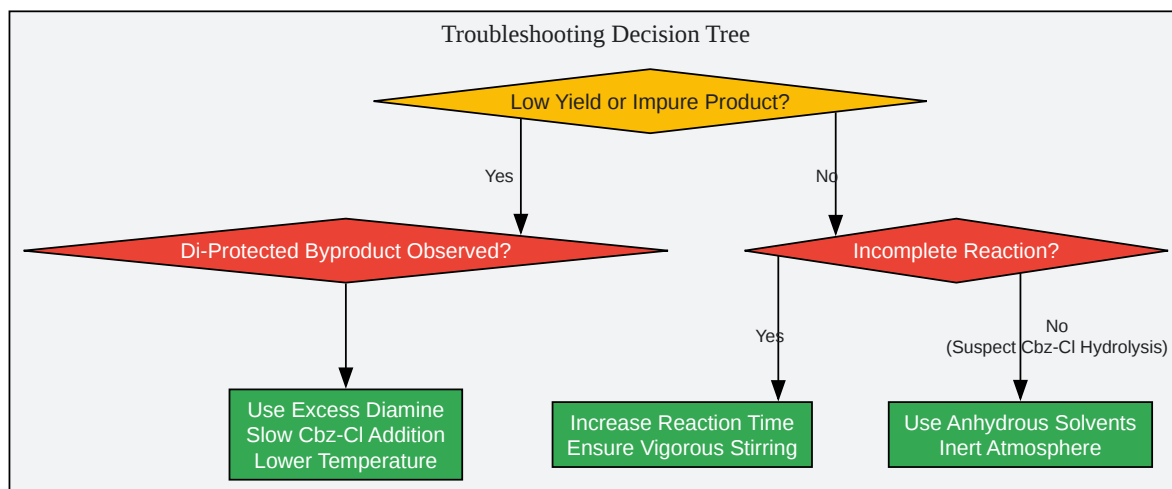 Troubleshooting Decision Tree
Low Yield or Impure Product?
Yes
No
Di-Protected Byproduct Observed?
Incomplete Reaction?
Yes
No
(Suspect Cbz-Cl Hydrolysis)
Use Excess Diamine
Slow Cbz-Cl Addition
Lower Temperature
Increase Reaction Time
Ensure Vigorous Stirring
Use Anhydrous Solvents
Inert Atmosphere